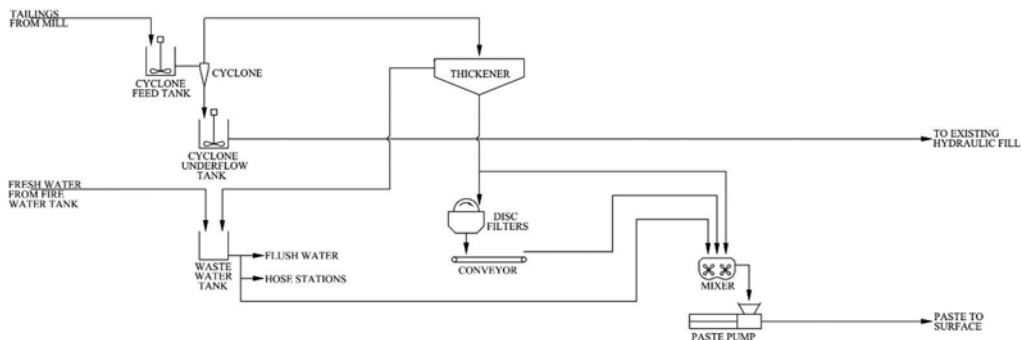 TAILINGS
FROM MILL
CYCLONE
FEED TANK
CYCLONE
THICKENER
CYCLONE
UNDERFLOW
TANK
TO EXISTING
HYDRAULIC FILL
FRESH WATER
FROM FIRE
WATER TANK
DISC
FILTERS
CONVEYOR
WASTE
WATER
TANK
FLUSH WATER
HOSE STATIONS
MIXER
PASTE PUMP
PASTE TO
SURFACE